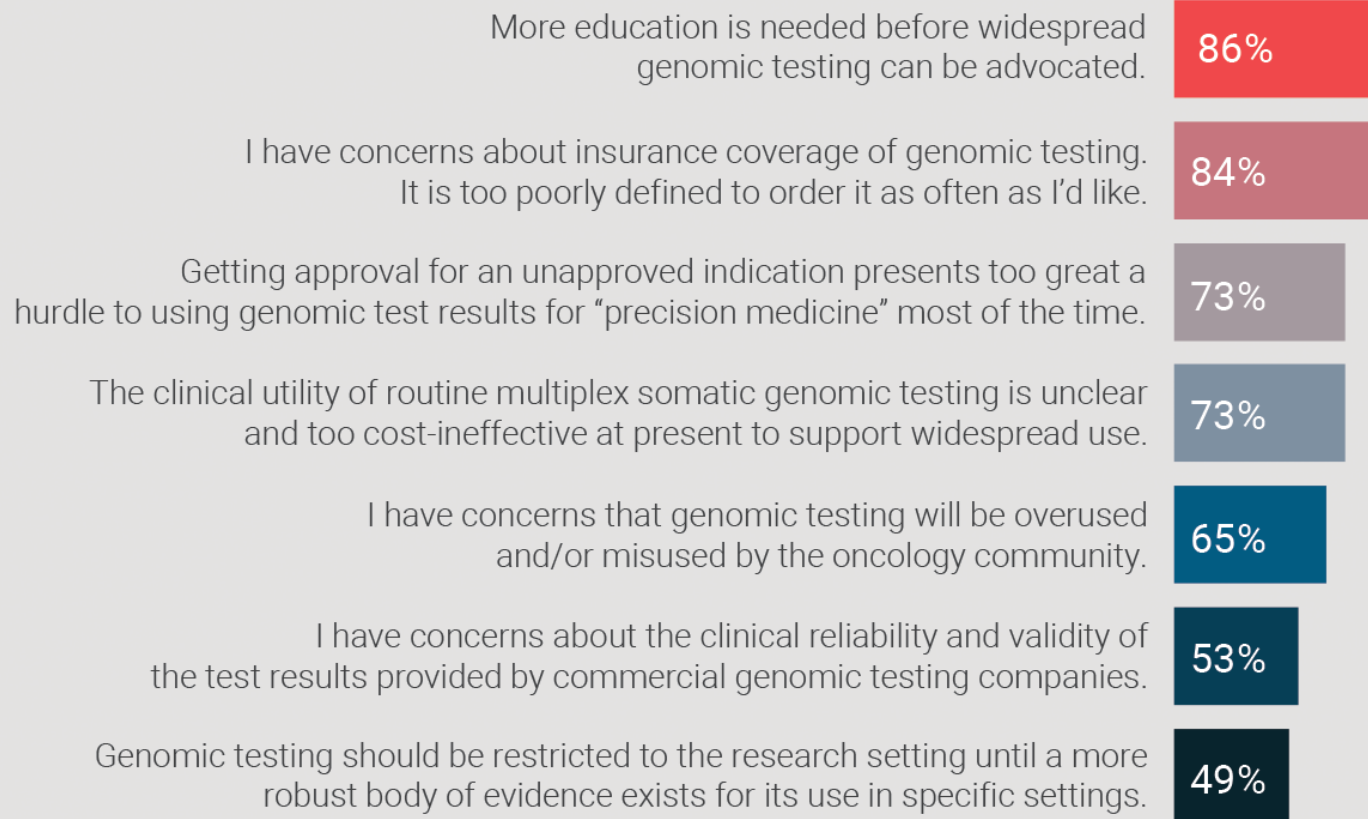 More education is needed before widespread
genomic testing can be advocated.
86%
I have concerns about insurance coverage of genomic testing.
It is too poorly defined to order it as often as I’d like.
84%
Getting approval for an unapproved indication presents too great a
hurdle to using genomic test results for “precision medicine” most of the time.
73%
The clinical utility of routine multiplex somatic genomic testing is unclear
and too cost-ineffective at present to support widespread use.
73%
I have concerns that genomic testing will be overused
and/or misused by the oncology community.
65%
I have concerns about the clinical reliability and validity of
the test results provided by commercial genomic testing companies.
53%
Genomic testing should be restricted to the research setting until a more
robust body of evidence exists for its use in specific settings.
49%